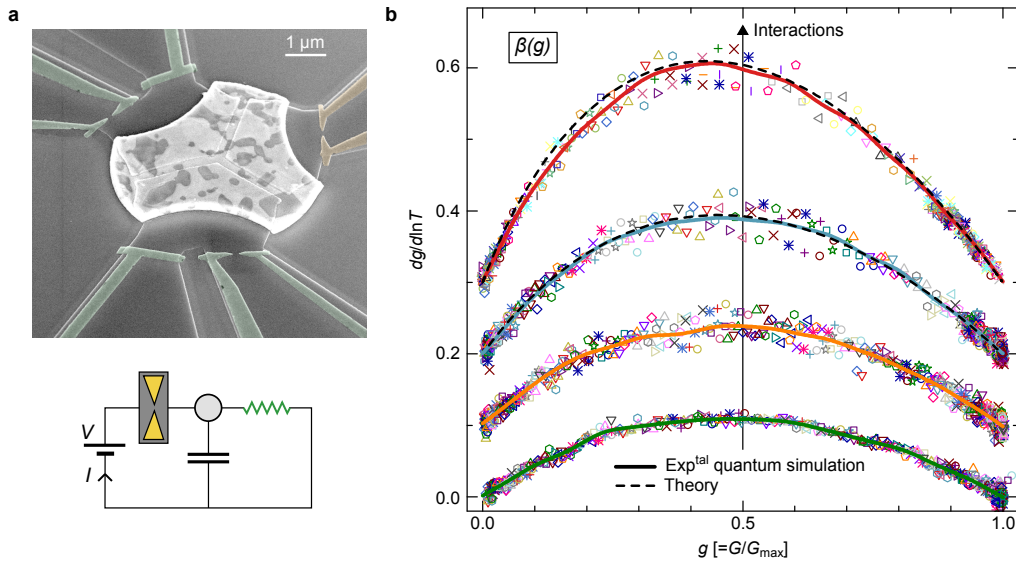 a
1 μm
V
I
b
β(g)
Interactions
dg/dlnT
0.6
0.4
0.2
0.0
Exp^tal quantum simulation
Theory
0.0 0.5 1.0
g [=G/G_max]